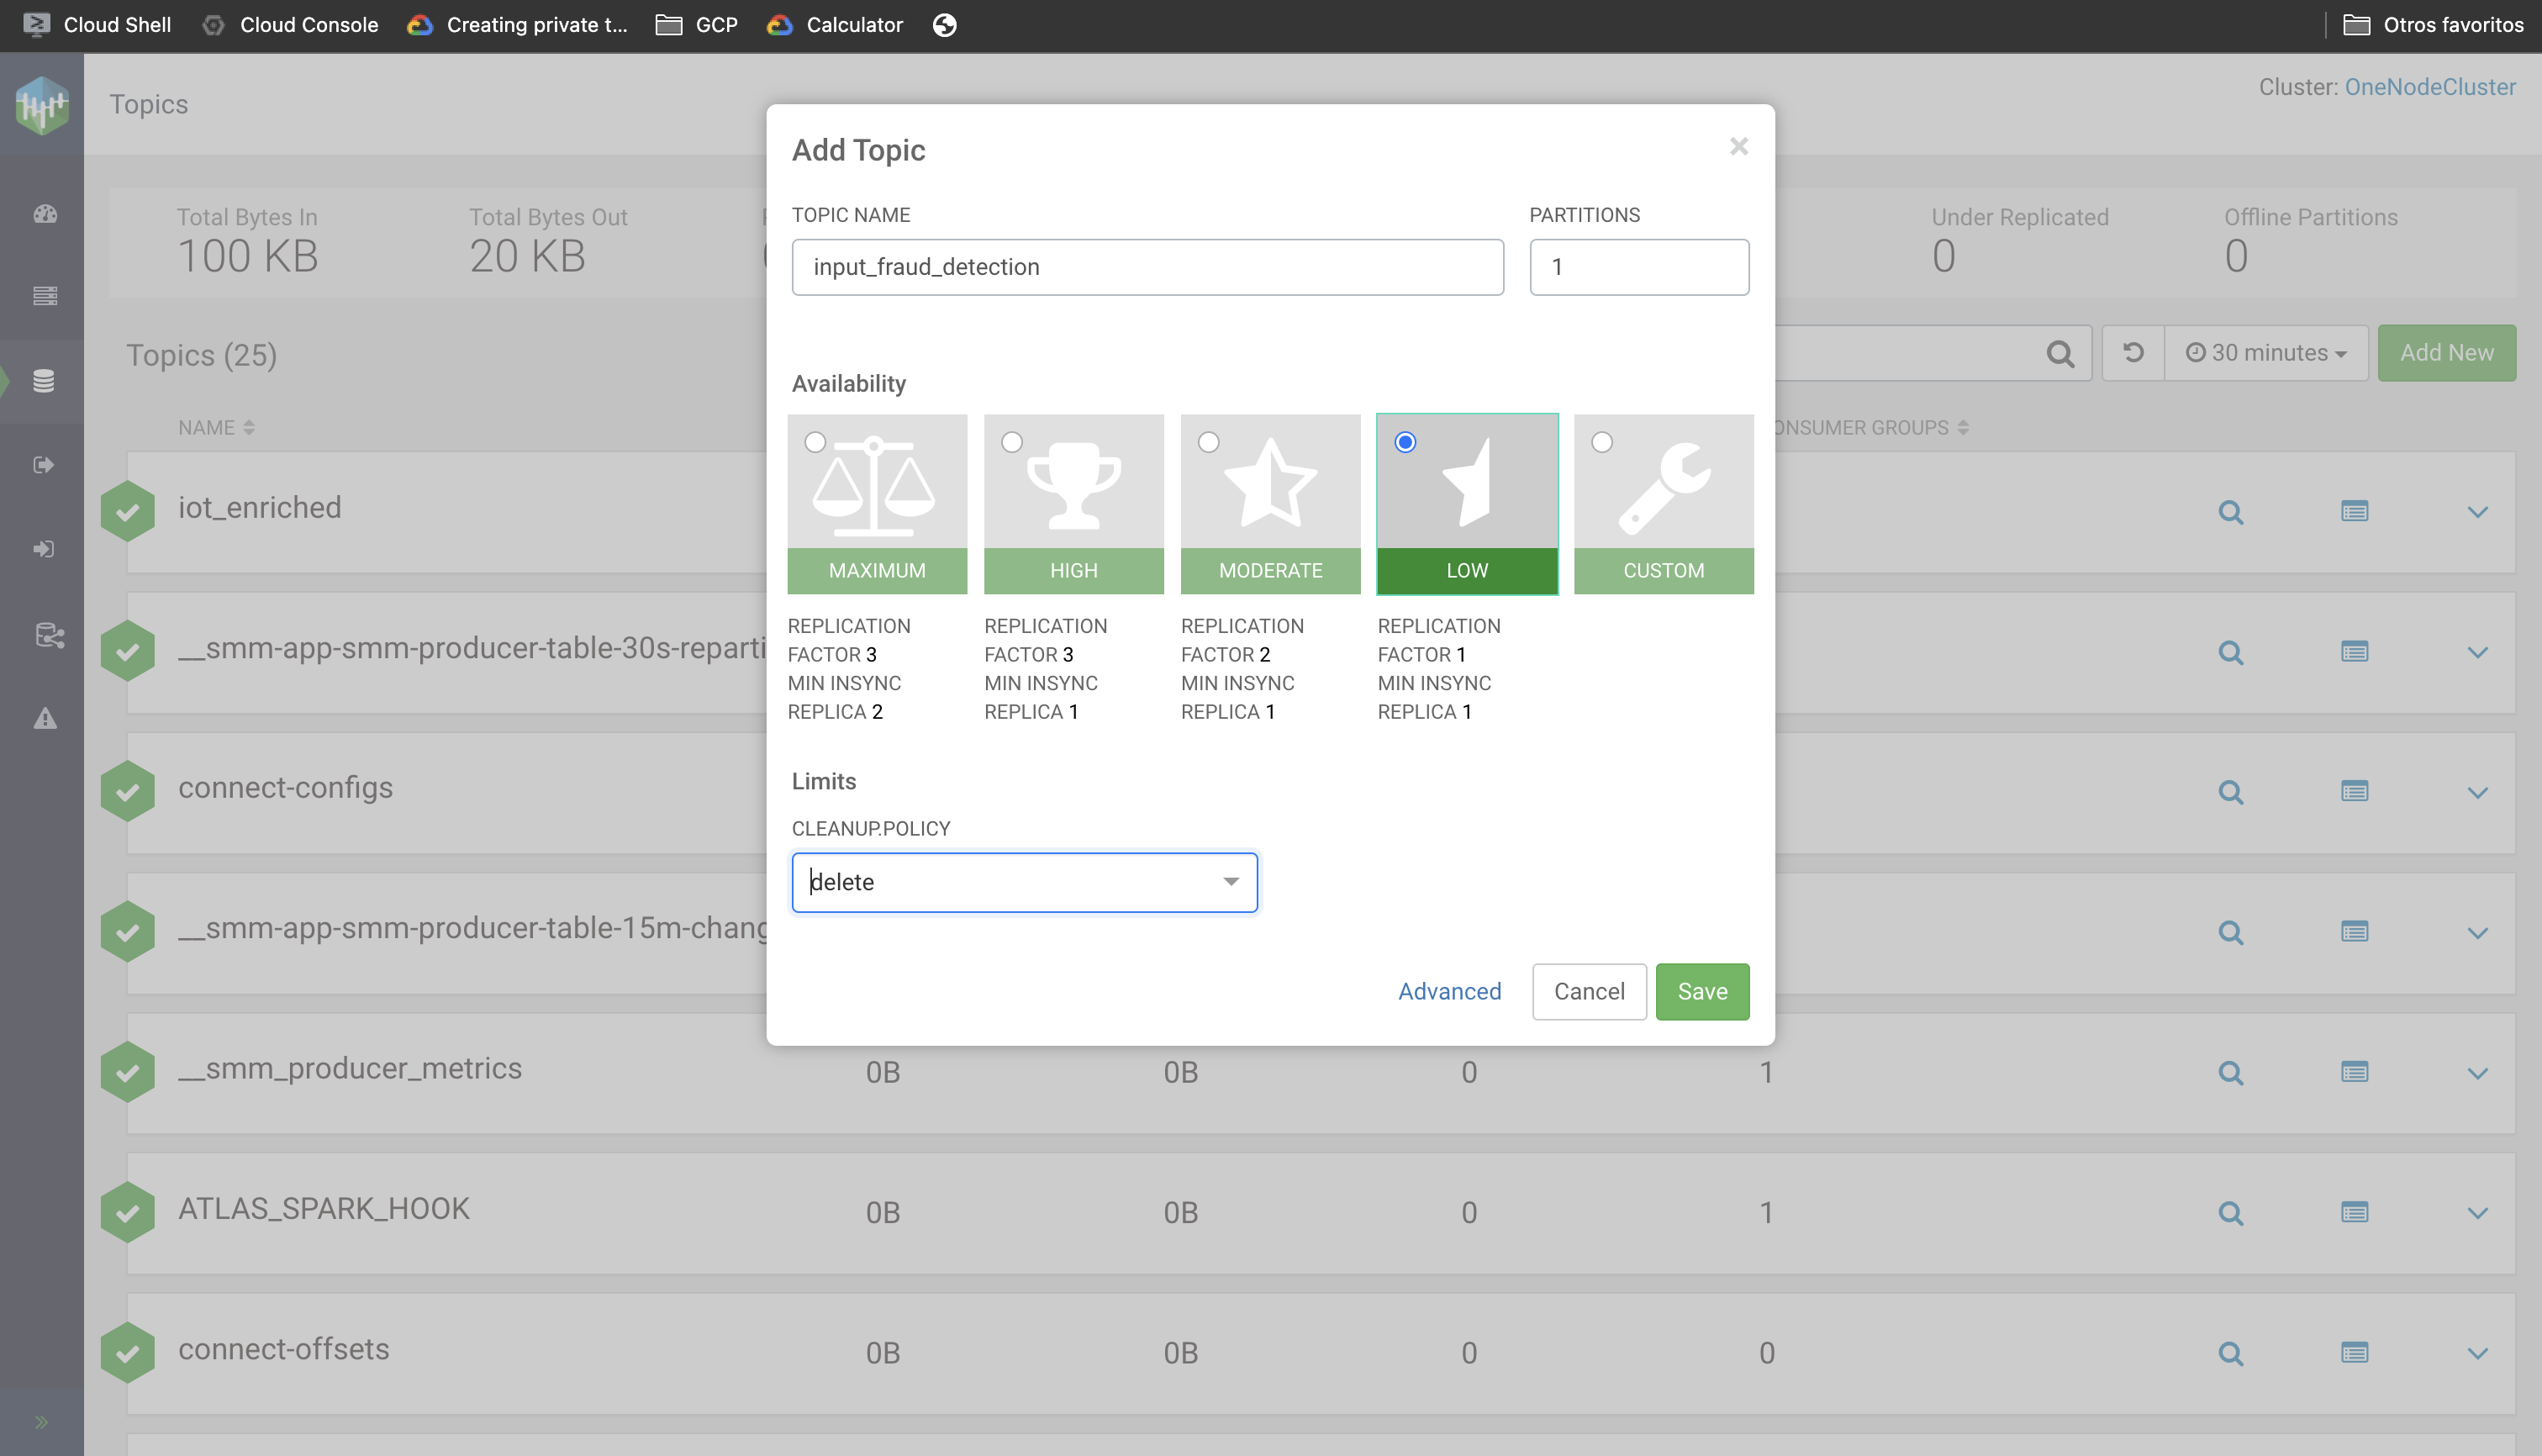 Cloud Shell
Cloud Console
Creating private t...
GCP
Calculator
Otros favoritos
Topics
Cluster: OneNodeCluster
Total Bytes In
100 KB
Total Bytes Out
20 KB
Under Replicated
0
Offline Partitions
0
Topics (25)
30 minutes
Add New
NAME
ONSUMER GROUPS
iot_enriched
__smm-app-smm-producer-table-30s-reparti
connect-configs
__smm-app-smm-producer-table-15m-chang
__smm_producer_metrics
0B
0B
0
1
ATLAS_SPARK_HOOK
0B
0B
0
1
connect-offsets
0B
0B
0
0
Add Topic
×
TOPIC NAME
PARTITIONS
input_fraud_detection
1
Availability
MAXIMUM
HIGH
MODERATE
LOW
CUSTOM
REPLICATION
FACTOR 3
MIN INSYNC
REPLICA 2
REPLICATION
FACTOR 3
MIN INSYNC
REPLICA 1
REPLICATION
FACTOR 2
MIN INSYNC
REPLICA 1
REPLICATION
FACTOR 1
MIN INSYNC
REPLICA 1
Limits
CLEANUP.POLICY
delete
Advanced
Cancel
Save